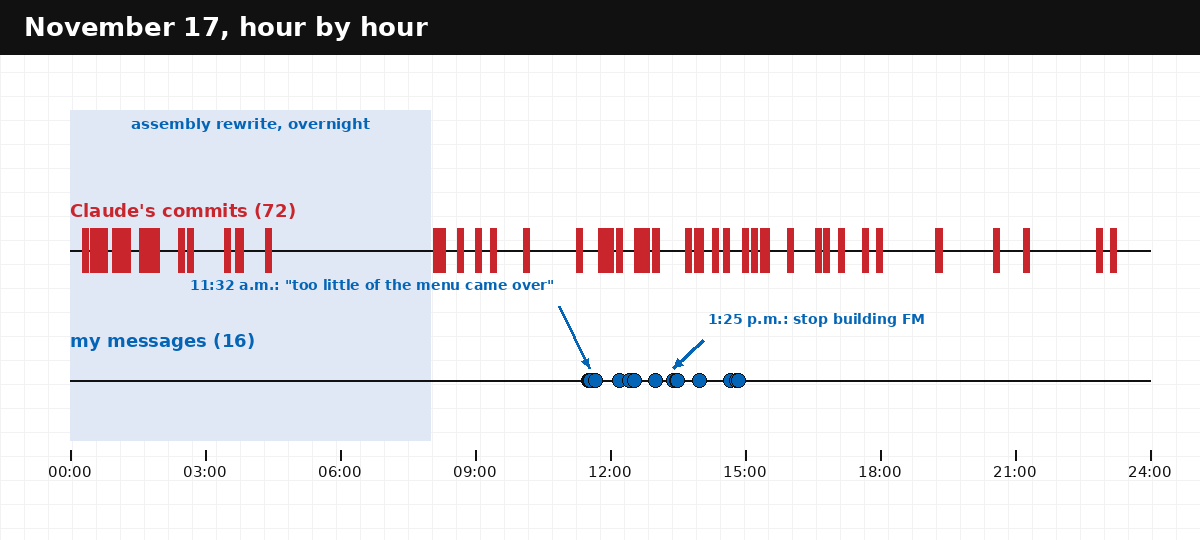 November 17, hour by hour
assembly rewrite, overnight
Claude's commits (72)
11:32 a.m.: "too little of the menu came over"
1:25 p.m.: stop building FM
my messages (16)
00:00 03:00 06:00 09:00 12:00 15:00 18:00 21:00 24:00